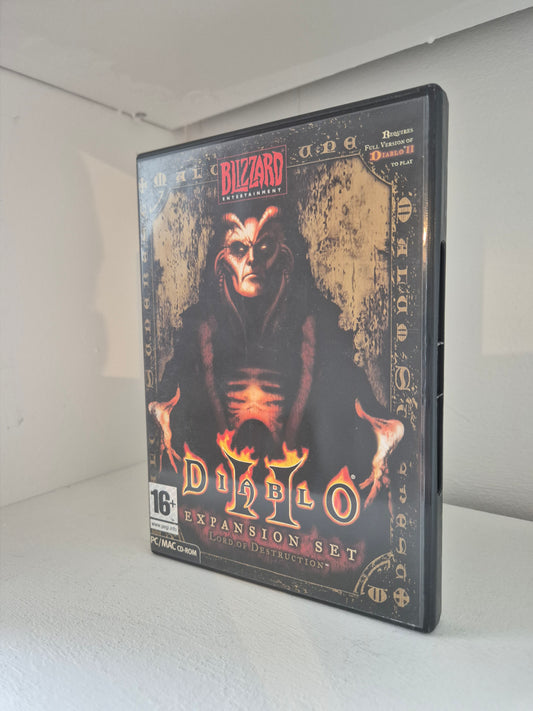 BLIZZARD
ENTERTAINMENT
REQUIRES
FULL VERSION OF
DIABLO II
TO PLAY
DIABLO II
EXPANSION SET
LORD OF DESTRUCTION™
16+
www.pegi.info
PC/MAC CD-ROM